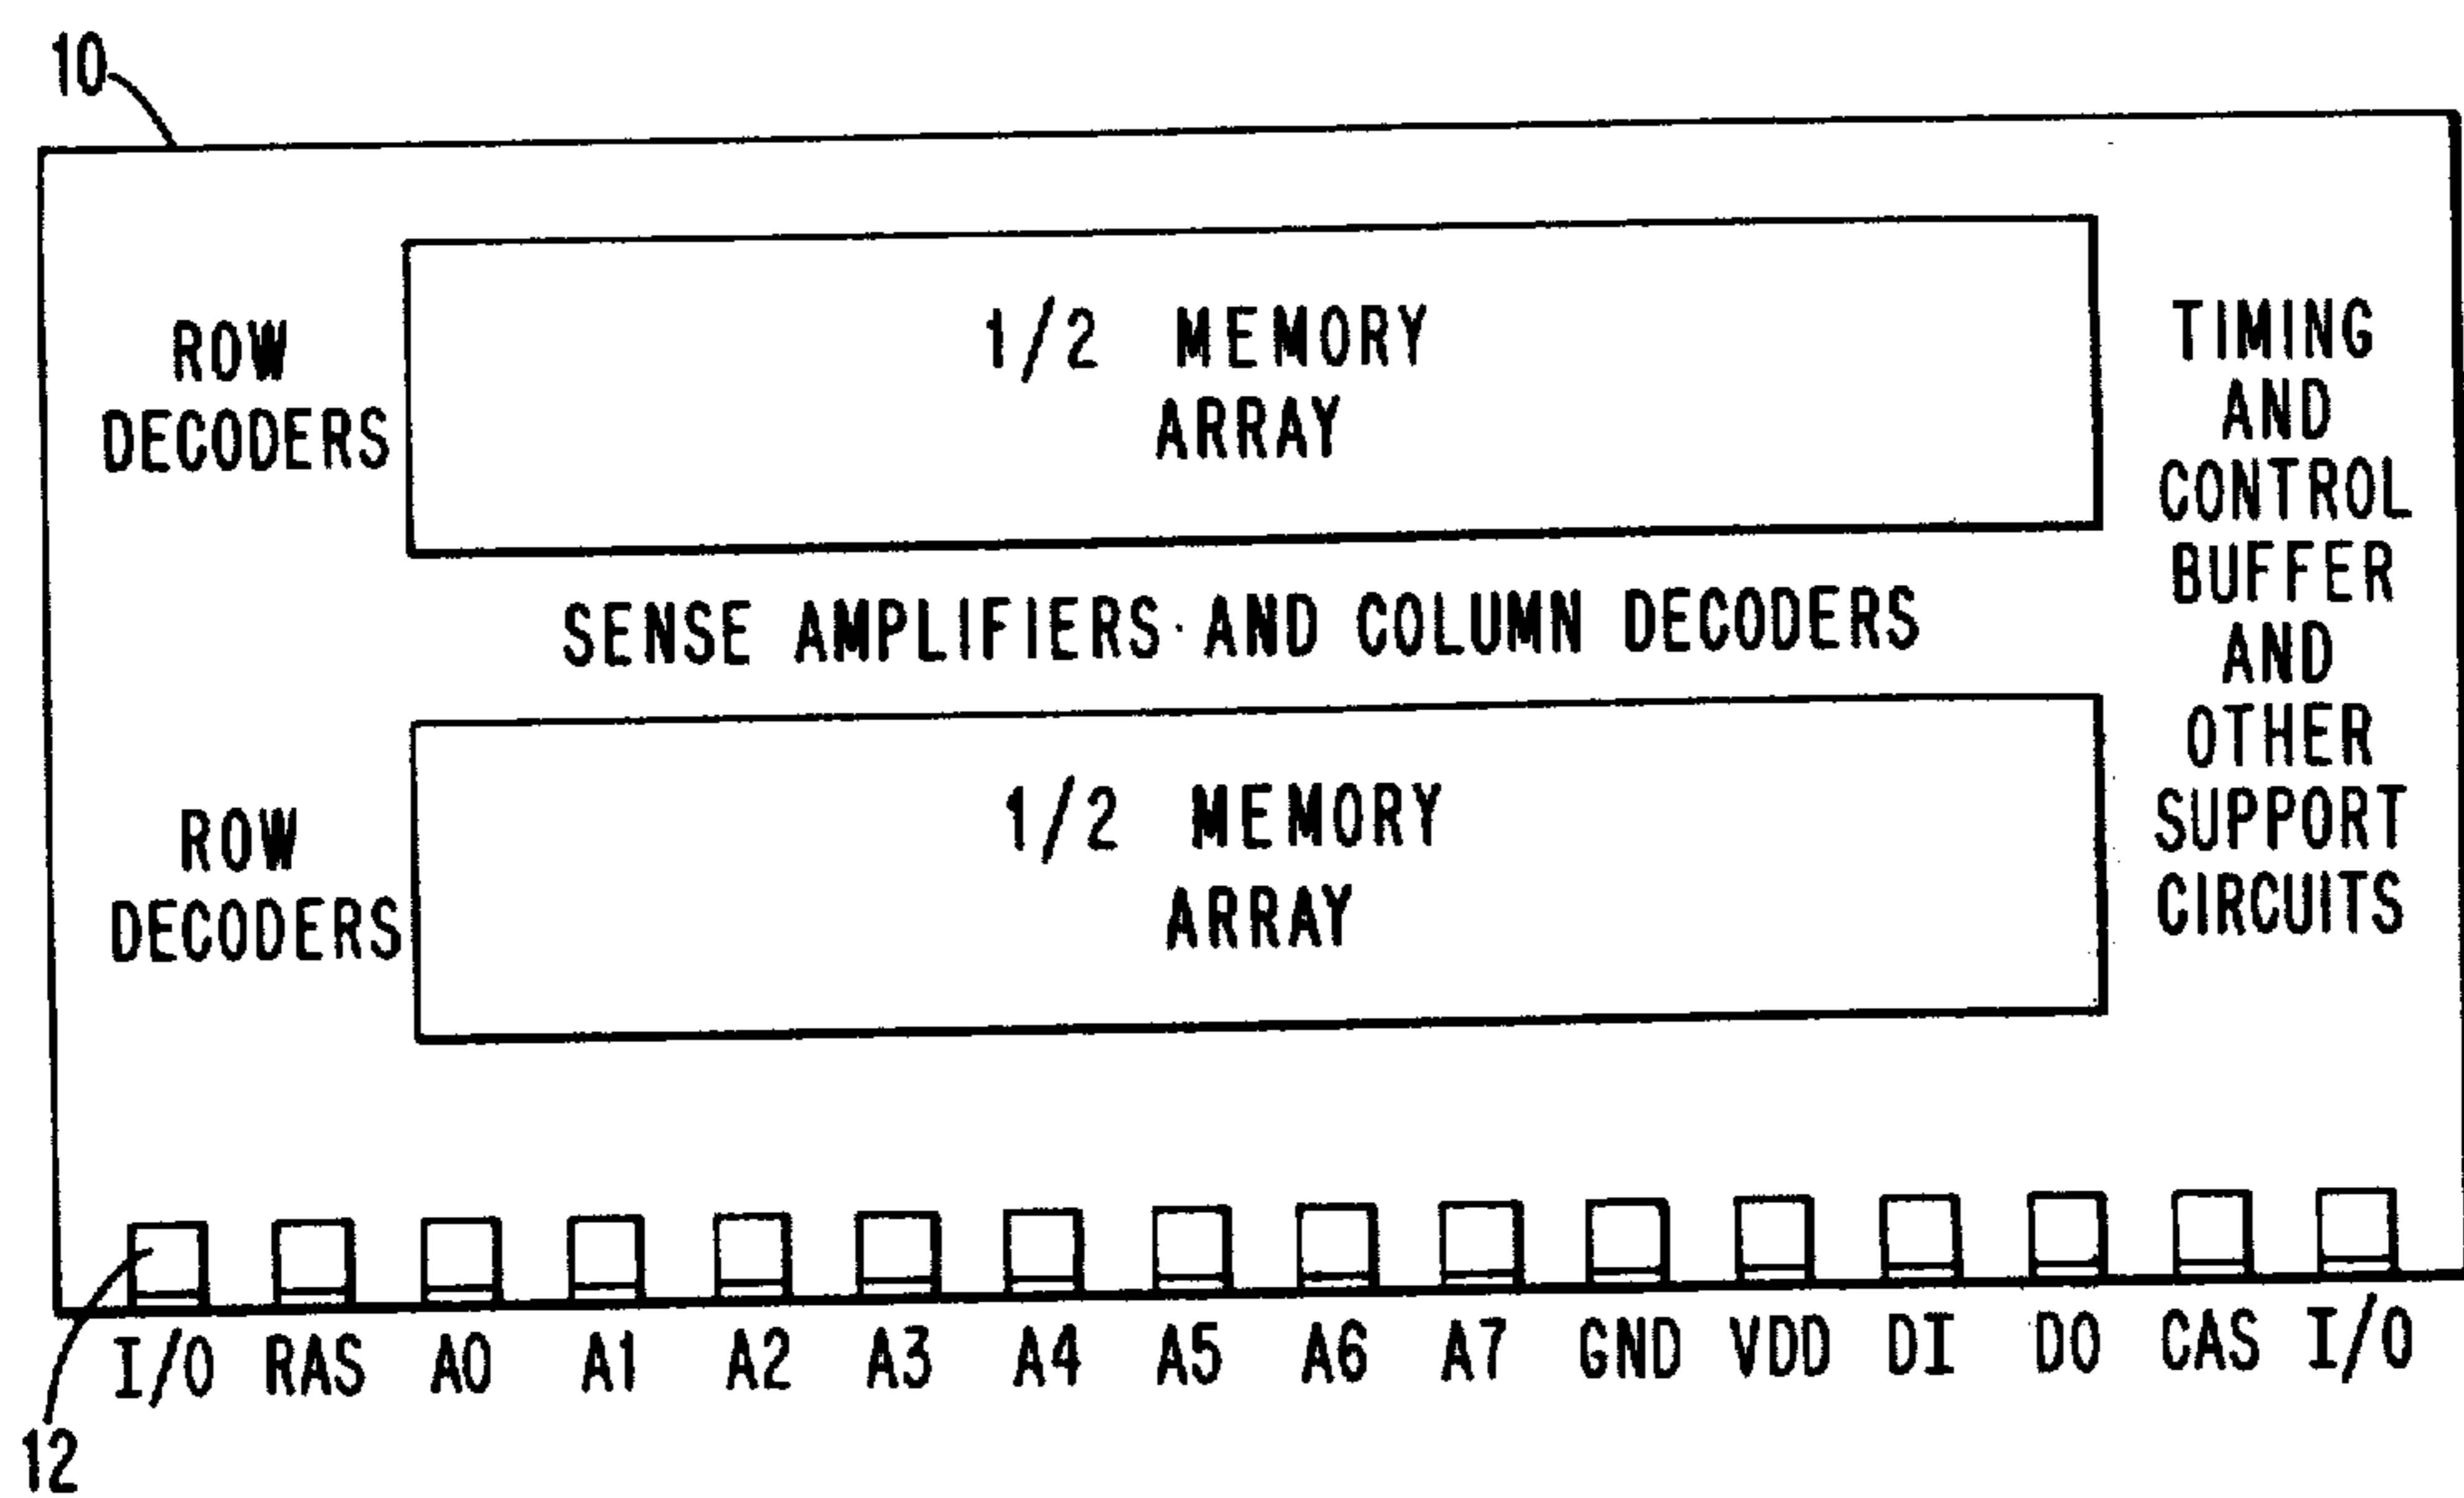 10
ROW
DECODERS
1/2 MEMORY
ARRAY
TIMING
AND
CONTROL
BUFFER
AND
OTHER
SUPPORT
CIRCUITS
SENSE AMPLIFIERS AND COLUMN DECODERS
ROW
DECODERS
1/2 MEMORY
ARRAY
I/O RAS A0 A1 A2 A3 A4 A5 A6 A7 GND VDD DI DO CAS I/O
12